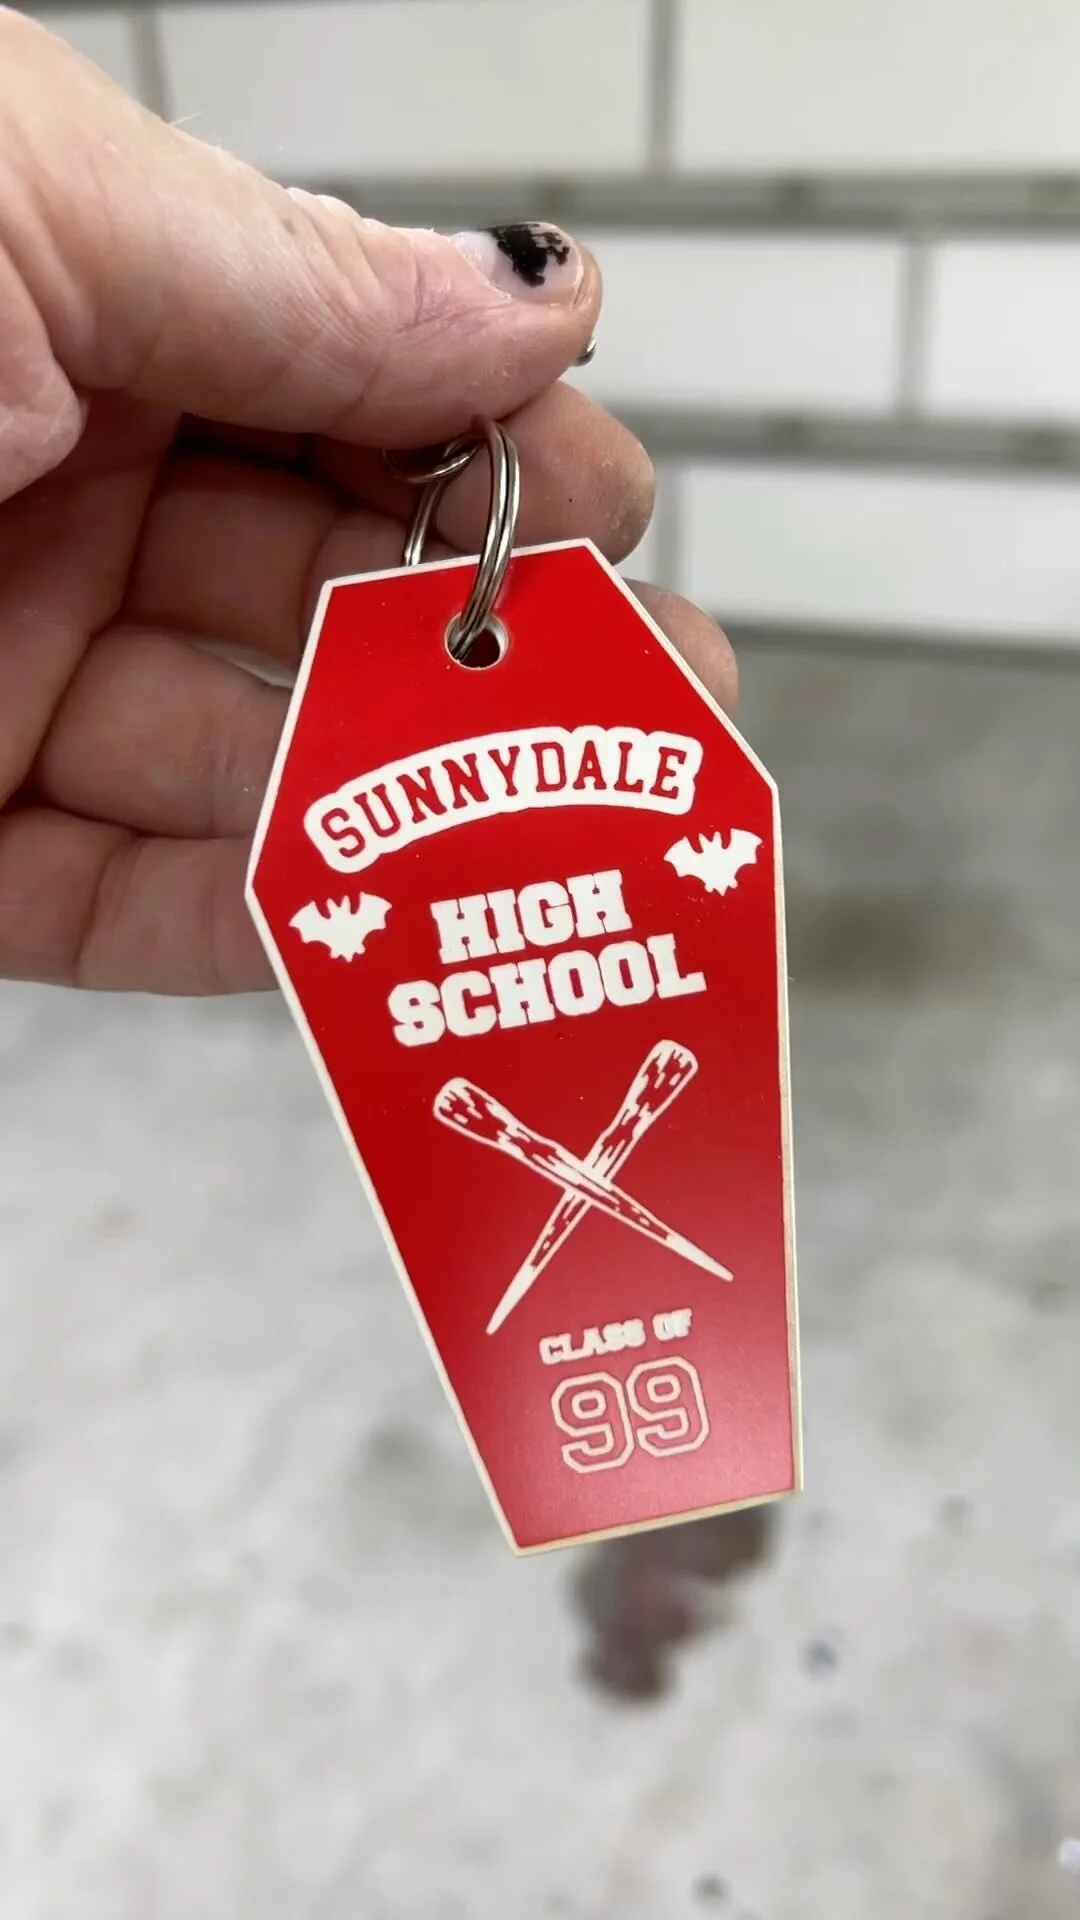 SUNNYDALE
HIGH
SCHOOL
CLASS OF
99